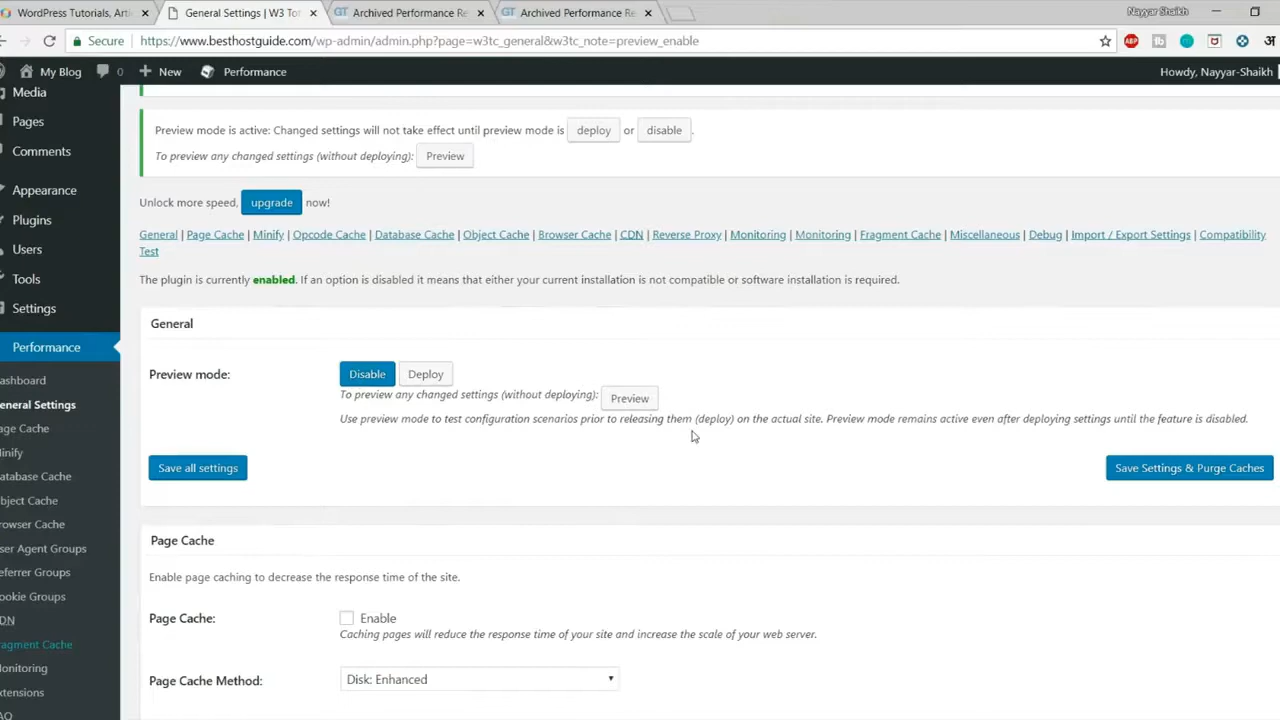 WordPress Tutorials, Arti
General Settings | W3 Tot
Archived Performance Re
Archived Performance Re
Nayyar Shaikh
Secure
https://www.besthostguide.com/wp-admin/admin.php?page=w3tc_general&w3tc_note=preview_enable
ABP
अ
My Blog
0
New
Performance
Howdy, Nayyar-Shaikh
Media
Pages
Comments
Appearance
Plugins
Users
Tools
Settings
Performance
ashboard
eneral Settings
age Cache
inify
atabase Cache
bject Cache
rowser Cache
ser Agent Groups
eferrer Groups
ookie Groups
DN
ragment Cache
onitoring
xtensions
AQ
Preview mode is active: Changed settings will not take effect until preview mode is deploy or disable.
To preview any changed settings (without deploying): Preview
Unlock more speed, upgrade now!
General | Page Cache | Minify | Opcode Cache | Database Cache | Object Cache | Browser Cache | CDN | Reverse Proxy | Monitoring | Monitoring | Fragment Cache | Miscellaneous | Debug | Import / Export Settings | Compatibility
Test
The plugin is currently enabled. If an option is disabled it means that either your current installation is not compatible or software installation is required.
General
Preview mode:
Disable
Deploy
To preview any changed settings (without deploying): Preview
Use preview mode to test configuration scenarios prior to releasing them (deploy) on the actual site. Preview mode remains active even after deploying settings until the feature is disabled.
Save all settings
Save Settings & Purge Caches
Page Cache
Enable page caching to decrease the response time of the site.
Page Cache:
Enable
Caching pages will reduce the response time of your site and increase the scale of your web server.
Page Cache Method:
Disk: Enhanced